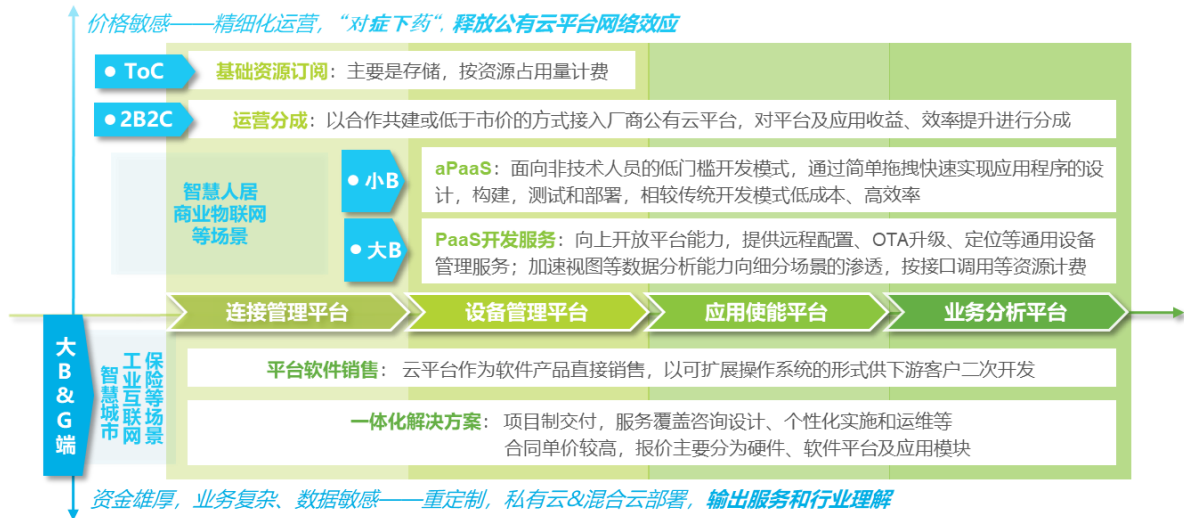 价格敏感——精细化运营，“对症下药“，释放公有云平台网络效应
ToC
基础资源订阅：主要是存储，按资源占用量计费
2B2C
运营分成：以合作共建或低于市价的方式接入厂商公有云平台，对平台及应用收益、效率提升进行分成
智慧人居
商业物联网
等场景
小B
aPaaS：面向非技术人员的低门槛开发模式，通过简单拖拽快速实现应用程序的设
计，构建，测试和部署，相较传统开发模式低成本、高效率
大B
PaaS开发服务：向上开放平台能力，提供远程配置、OTA升级、定位等通用设备
管理服务；加速视图等数据分析能力向细分场景的渗透，按接口调用等资源计费
连接管理平台
设备管理平台
应用使能平台
业务分析平台
大B&G端
保险等场景
工业互联网
智慧城市
平台软件销售：云平台作为软件产品直接销售，以可扩展操作系统的形式供下游客户二次开发
一体化解决方案：项目制交付，服务覆盖咨询设计、个性化实施和运维等
合同单价较高，报价主要分为硬件、软件平台及应用模块
资金雄厚，业务复杂、数据敏感——重定制，私有云&混合云部署，输出服务和行业理解